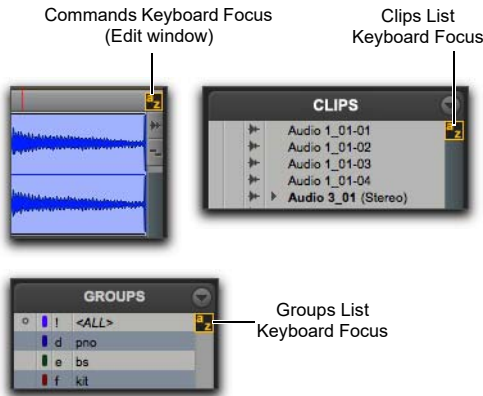 Commands Keyboard Focus
(Edit window)
Clips List
Keyboard Focus
a z
CLIPS
a z
Audio 1_01-01
Audio 1_01-02
Audio 1_01-03
Audio 1_01-04
Audio 3_01 (Stereo)
GROUPS
! <ALL>
a z
d pno
e bs
f kit
Groups List
Keyboard Focus